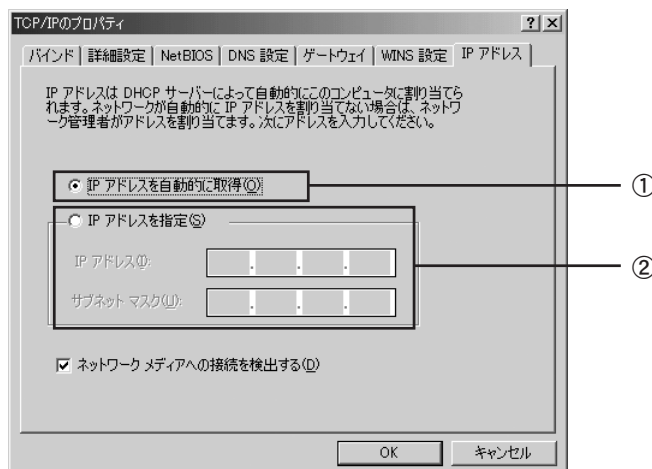 TCP/IPのプロパティ
バインド 詳細設定 NetBIOS DNS 設定 ゲートウェイ WINS 設定 IP アドレス
IP アドレスは DHCP サーバーによって自動的にこのコンピュータに割り当てら
れます。ネットワークが自動的に IP アドレスを割り当てない場合は、ネットワ
ーク管理者がアドレスを割り当てます。次にアドレスを入力してください。
IP アドレスを自動的に取得(O)
①
IP アドレスを指定(S)
IP アドレス(I):
②
サブネット マスク(U):
ネットワーク メディアへの接続を検出する(D)
OK キャンセル